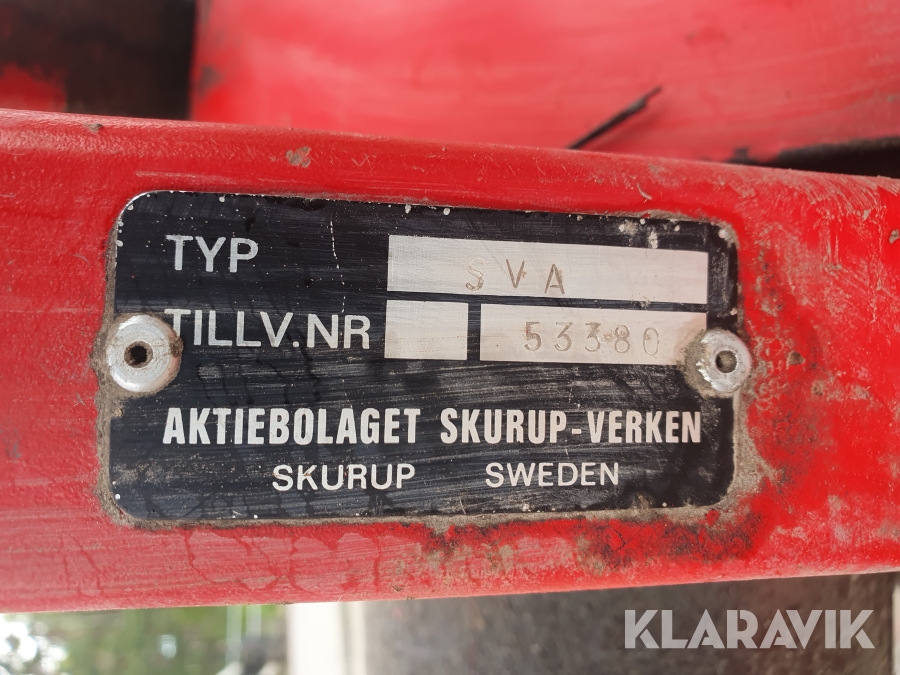 TYP SVA
TILLV.NR 53380
AKTIEBOLAGET SKURUP-VERKEN
SKURUP SWEDEN
KLARAVIK